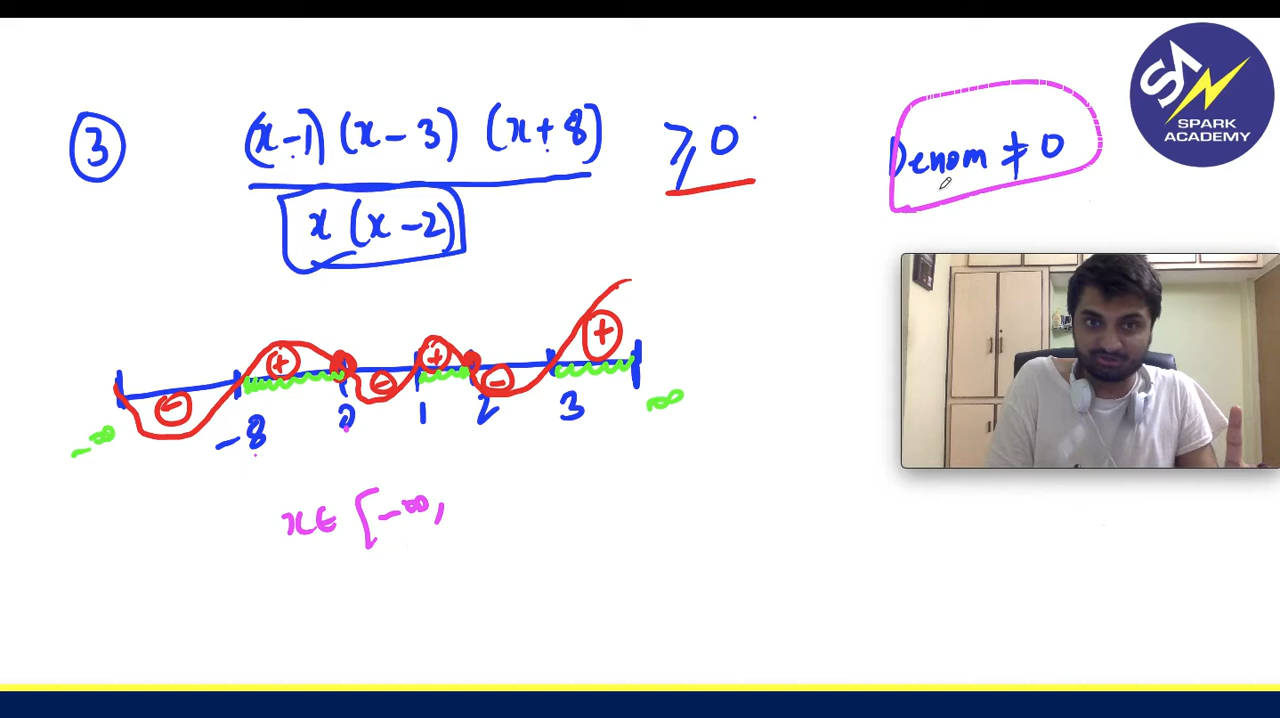 ③ (x-1) (x-3) (x+8) ≥ 0
x (x-2)
Denom ≠ 0
SPARK
ACADEMY
+ + +
- - -
-∞ -8 0 1 2 3 ∞
x∈ [-∞,